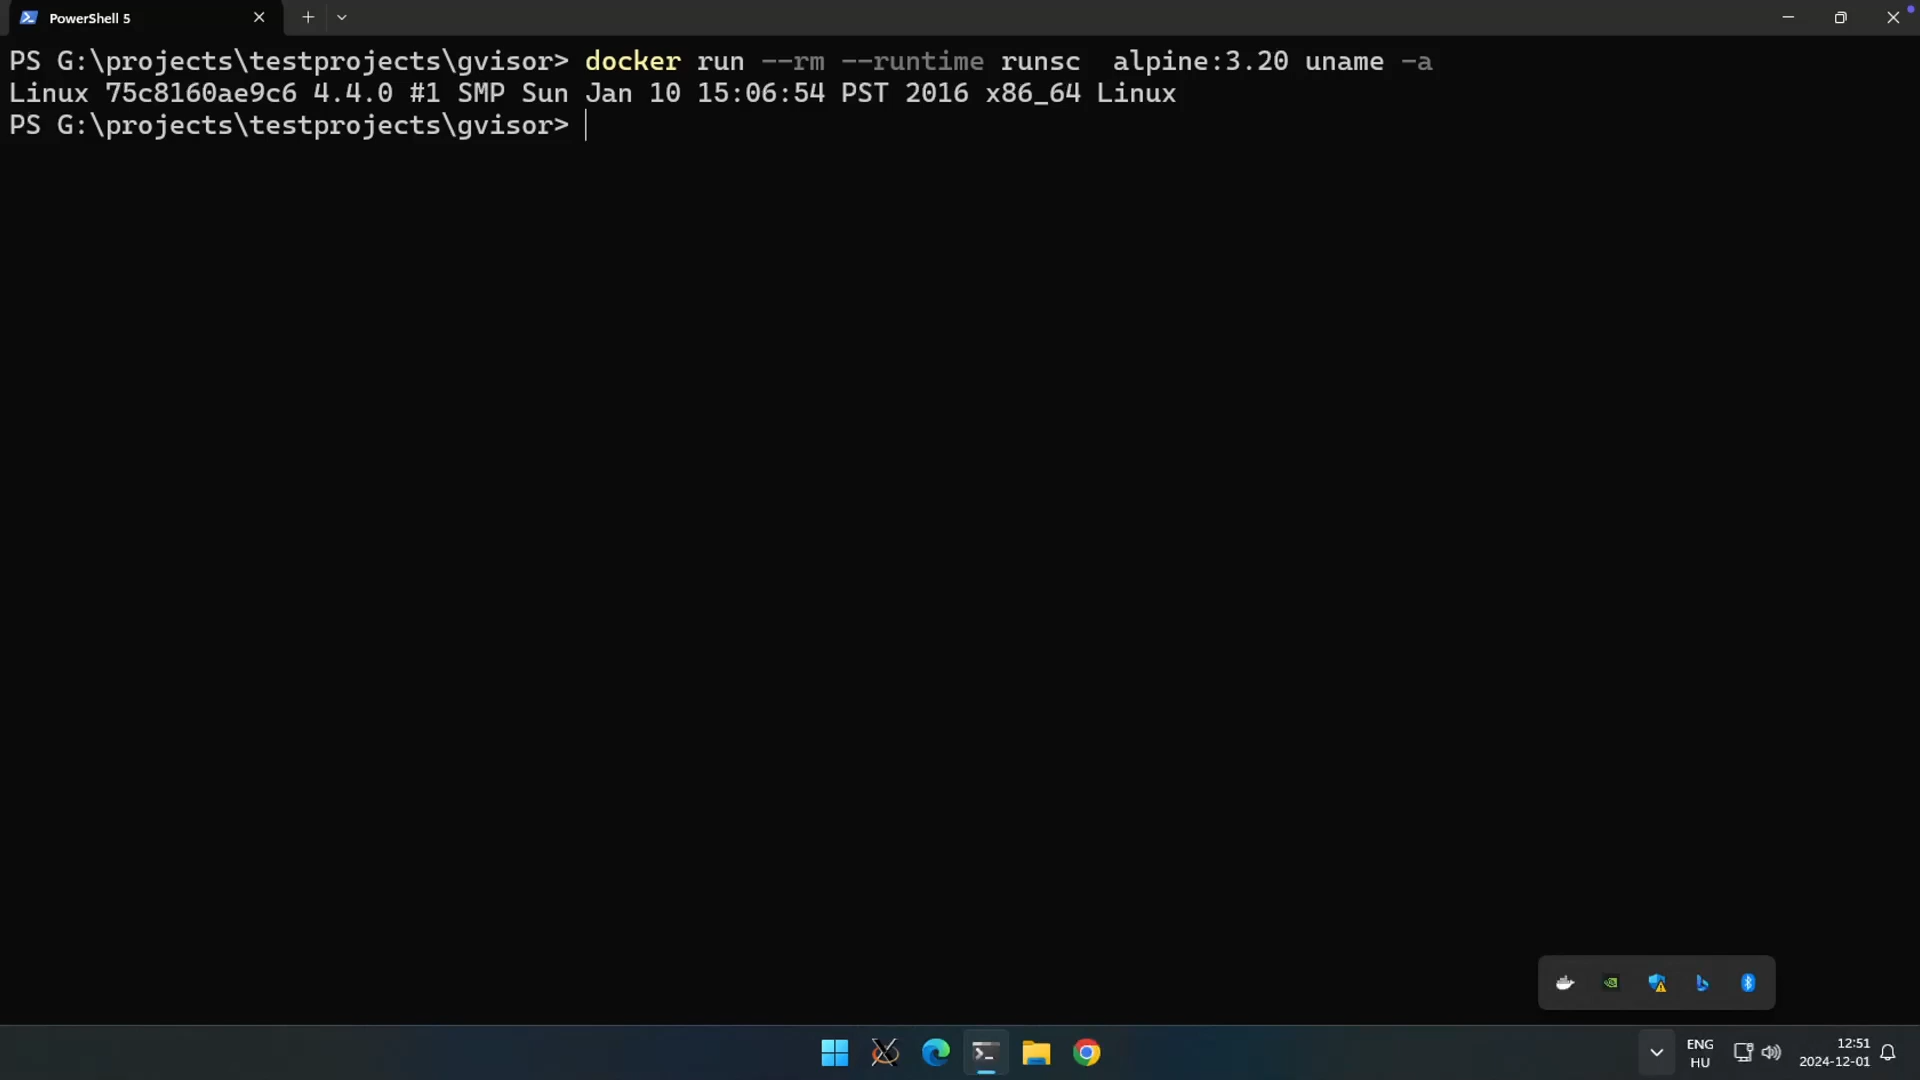 PowerShell 5
PS G:\projects\testprojects\gvisor> docker run --rm --runtime runsc  alpine:3.20 uname -a
Linux 75c8160ae9c6 4.4.0 #1 SMP Sun Jan 10 15:06:54 PST 2016 x86_64 Linux
PS G:\projects\testprojects\gvisor>
ENG
HU
12:51
2024-12-01